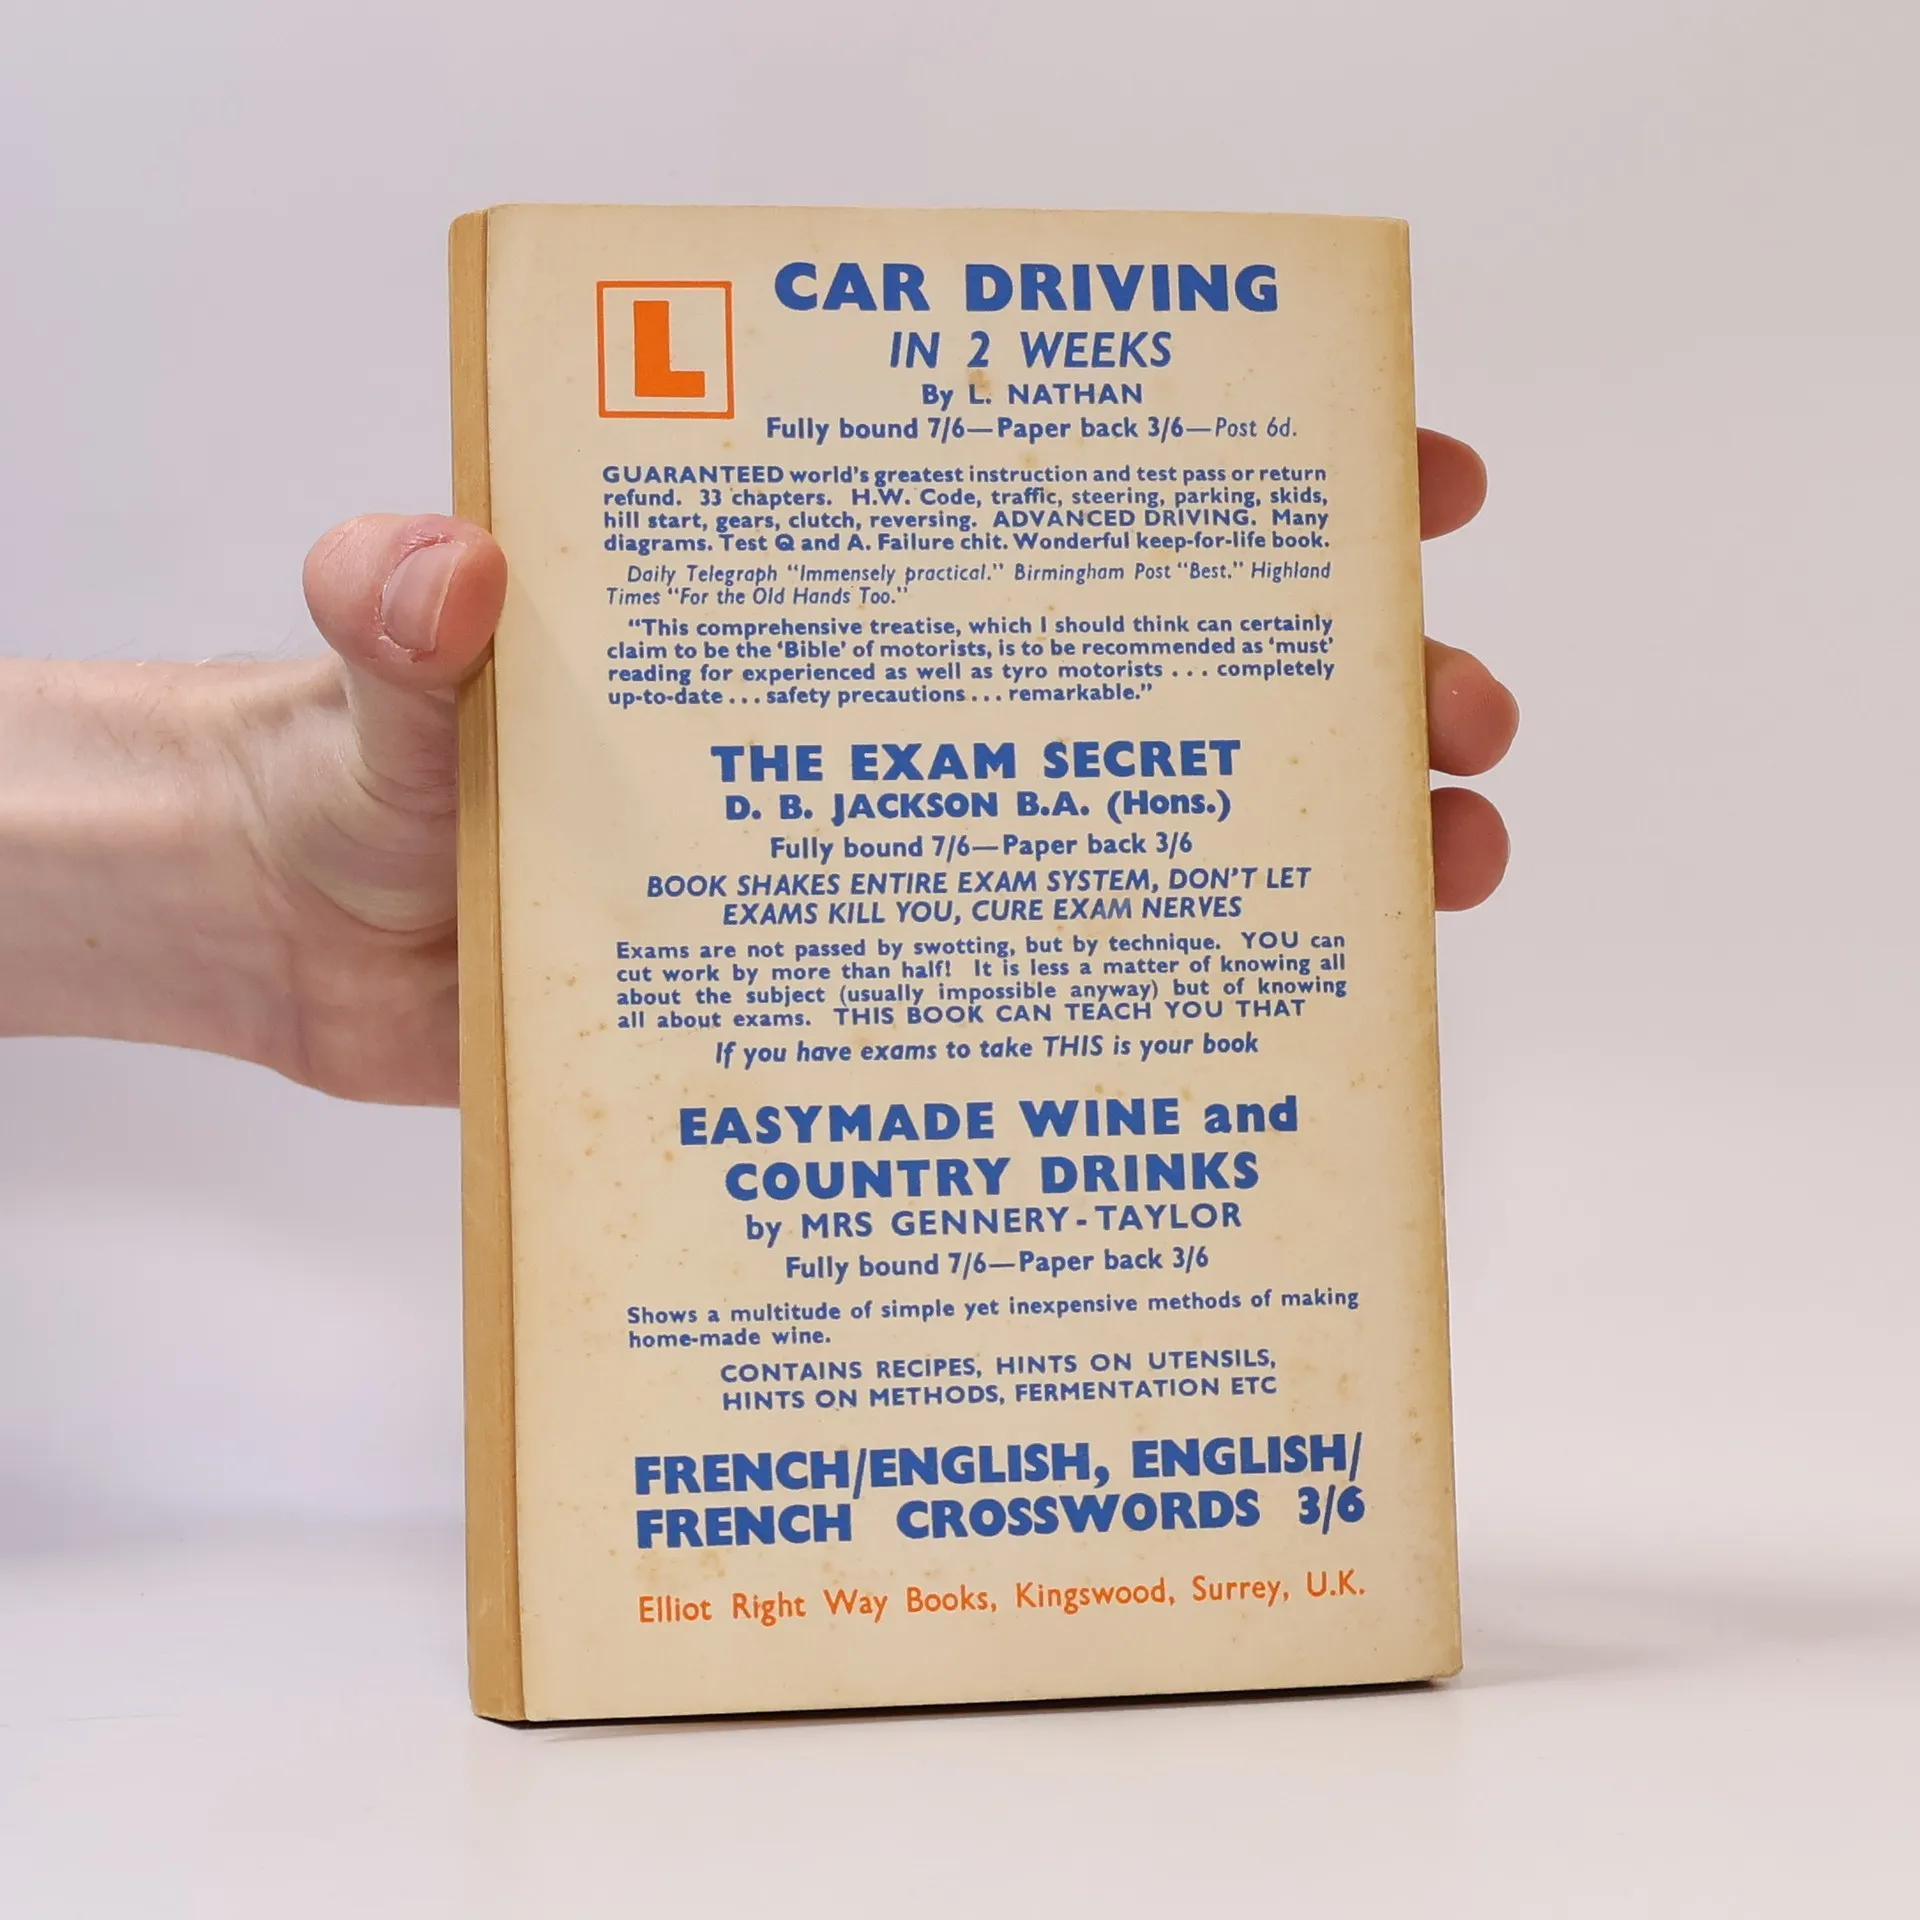 L
CAR DRIVING
IN 2 WEEKS
By L. NATHAN
Fully bound 7/6—Paper back 3/6—Post 6d.
GUARANTEED world's greatest instruction and test pass or return
refund. 33 chapters. H.W. Code, traffic, steering, parking, skids,
hill start, gears, clutch, reversing. ADVANCED DRIVING. Many
diagrams. Test Q and A. Failure chit. Wonderful keep-for-life book.
Daily Telegraph "Immensely practical." Birmingham Post "Best." Highland
Times "For the Old Hands Too."
"This comprehensive treatise, which I should think can certainly
claim to be the 'Bible' of motorists, is to be recommended as 'must'
reading for experienced as well as tyro motorists . . . completely
up-to-date . . . safety precautions . . . remarkable."
THE EXAM SECRET
D. B. JACKSON B.A. (Hons.)
Fully bound 7/6—Paper back 3/6
BOOK SHAKES ENTIRE EXAM SYSTEM, DON'T LET
EXAMS KILL YOU, CURE EXAM NERVES
Exams are not passed by swotting, but by technique. YOU can
cut work by more than half! It is less a matter of knowing all
about the subject (usually impossible anyway) but of knowing
all about exams. THIS BOOK CAN TEACH YOU THAT
If you have exams to take THIS is your book
EASYMADE WINE and
COUNTRY DRINKS
by MRS GENNERY-TAYLOR
Fully bound 7/6—Paper back 3/6
Shows a multitude of simple yet inexpensive methods of making
home-made wine.
CONTAINS RECIPES, HINTS ON UTENSILS,
HINTS ON METHODS, FERMENTATION ETC
FRENCH/ENGLISH, ENGLISH/
FRENCH CROSSWORDS 3/6
Elliot Right Way Books, Kingswood, Surrey, U.K.